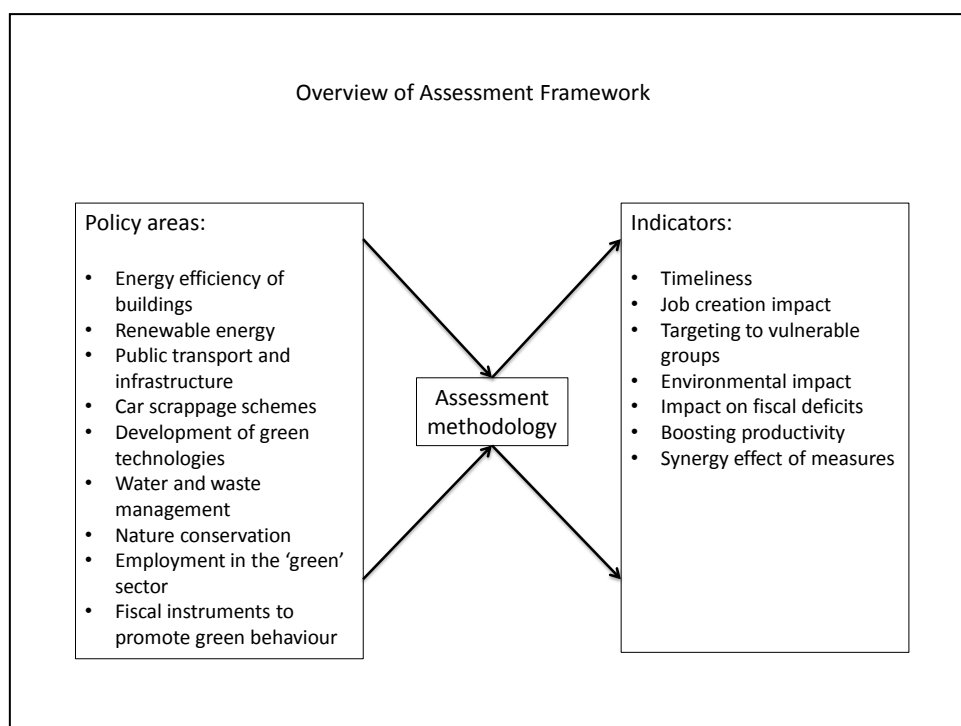 Overview of Assessment Framework
Policy areas:
• Energy efficiency of
buildings
• Renewable energy
• Public transport and
infrastructure
• Car scrappage schemes
• Development of green
technologies
• Water and waste
management
• Nature conservation
• Employment in the ‘green’
sector
• Fiscal instruments to
promote green behaviour
Assessment
methodology
Indicators:
• Timeliness
• Job creation impact
• Targeting to vulnerable
groups
• Environmental impact
• Impact on fiscal deficits
• Boosting productivity
• Synergy effect of measures